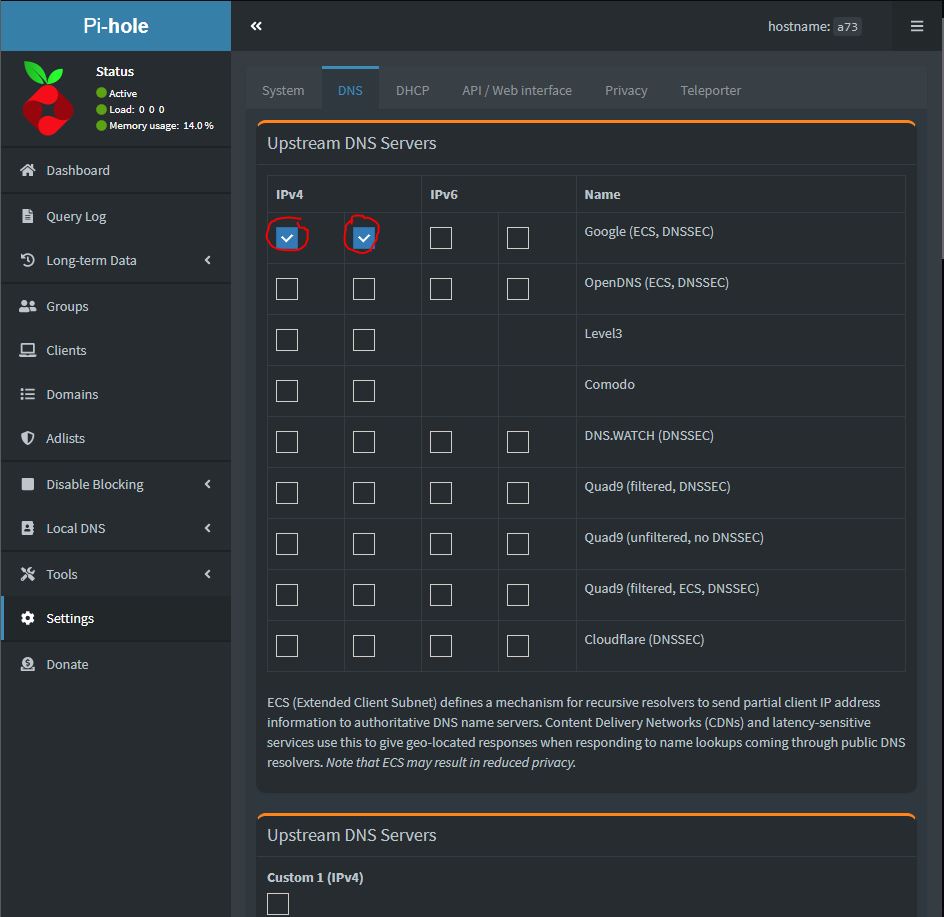 Pi-hole
hostname: a73
Status
Active
Load: 0 0 0
Memory usage: 14.0 %
Dashboard
Query Log
Long-term Data
Groups
Clients
Domains
Adlists
Disable Blocking
Local DNS
Tools
Settings
Donate
System DNS DHCP API / Web interface Privacy Teleporter
Upstream DNS Servers
IPv4 IPv6 Name
Google (ECS, DNSSEC)
OpenDNS (ECS, DNSSEC)
Level3
Comodo
DNS.WATCH (DNSSEC)
Quad9 (filtered, DNSSEC)
Quad9 (unfiltered, no DNSSEC)
Quad9 (filtered, ECS, DNSSEC)
Cloudflare (DNSSEC)
ECS (Extended Client Subnet) defines a mechanism for recursive resolvers to send partial client IP address
information to authoritative DNS name servers. Content Delivery Networks (CDNs) and latency-sensitive
services use this to give geo-located responses when responding to name lookups coming through public DNS
resolvers. Note that ECS may result in reduced privacy.
Upstream DNS Servers
Custom 1 (IPv4)